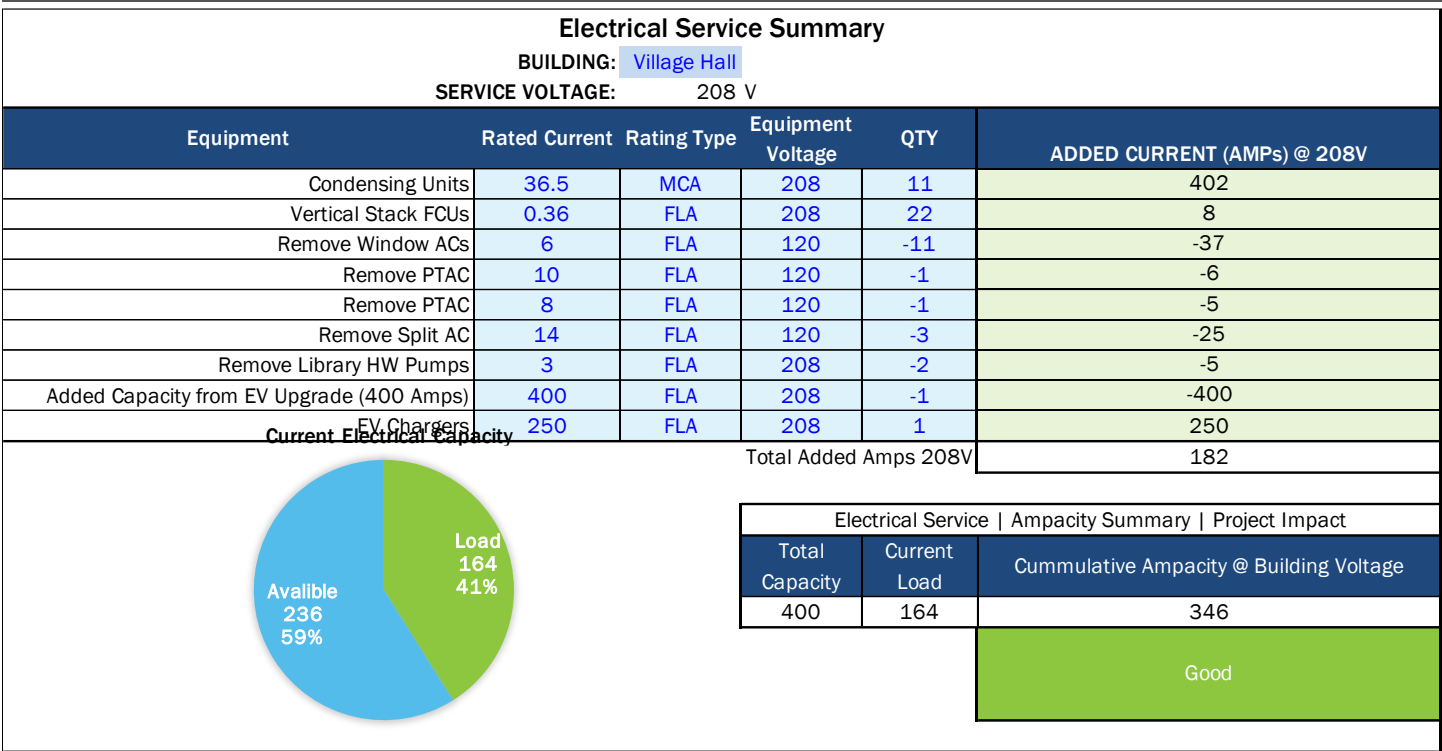 Electrical Service Summary
BUILDING: Village Hall
SERVICE VOLTAGE: 208 V
Equipment Rated Current Rating Type Equipment Voltage QTY ADDED CURRENT (AMPs) @ 208V
Condensing Units 36.5 MCA 208 11 402
Vertical Stack FCUs 0.36 FLA 208 22 8
Remove Window ACs 6 FLA 120 -11 -37
Remove PTAC 10 FLA 120 -1 -6
Remove PTAC 8 FLA 120 -1 -5
Remove Split AC 14 FLA 120 -3 -25
Remove Library HW Pumps 3 FLA 208 -2 -5
Added Capacity from EV Upgrade (400 Amps) 400 FLA 208 -1 -400
EV Chargers 250 FLA 208 1 250
Current Electrical Capacity
Total Added Amps 208V 182
Load
164
41%
Avalible
236
59%
Electrical Service | Ampacity Summary | Project Impact
Total Capacity Current Load Cummulative Ampacity @ Building Voltage
400 164 346
Good